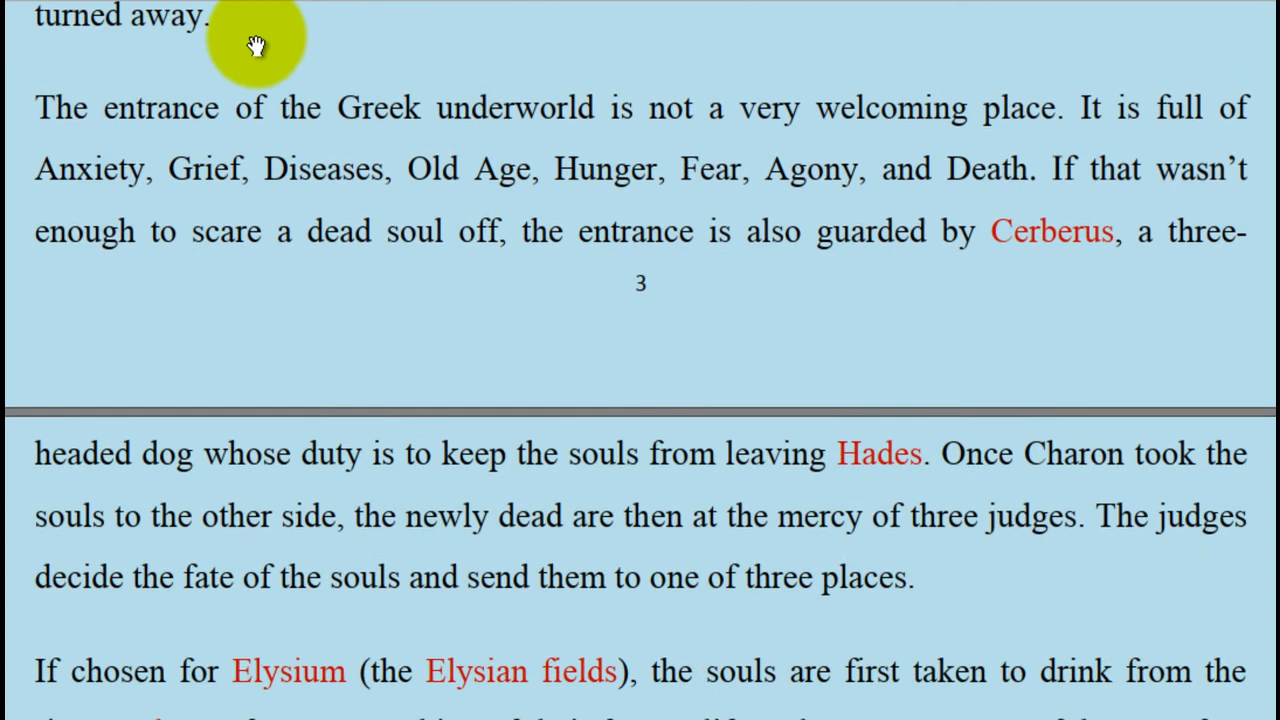 turned away.
The entrance of the Greek underworld is not a very welcoming place. It is full of
Anxiety, Grief, Diseases, Old Age, Hunger, Fear, Agony, and Death. If that wasn’t
enough to scare a dead soul off, the entrance is also guarded by Cerberus, a three-
3
headed dog whose duty is to keep the souls from leaving Hades. Once Charon took the
souls to the other side, the newly dead are then at the mercy of three judges. The judges
decide the fate of the souls and send them to one of three places.
If chosen for Elysium (the Elysian fields), the souls are first taken to drink from the